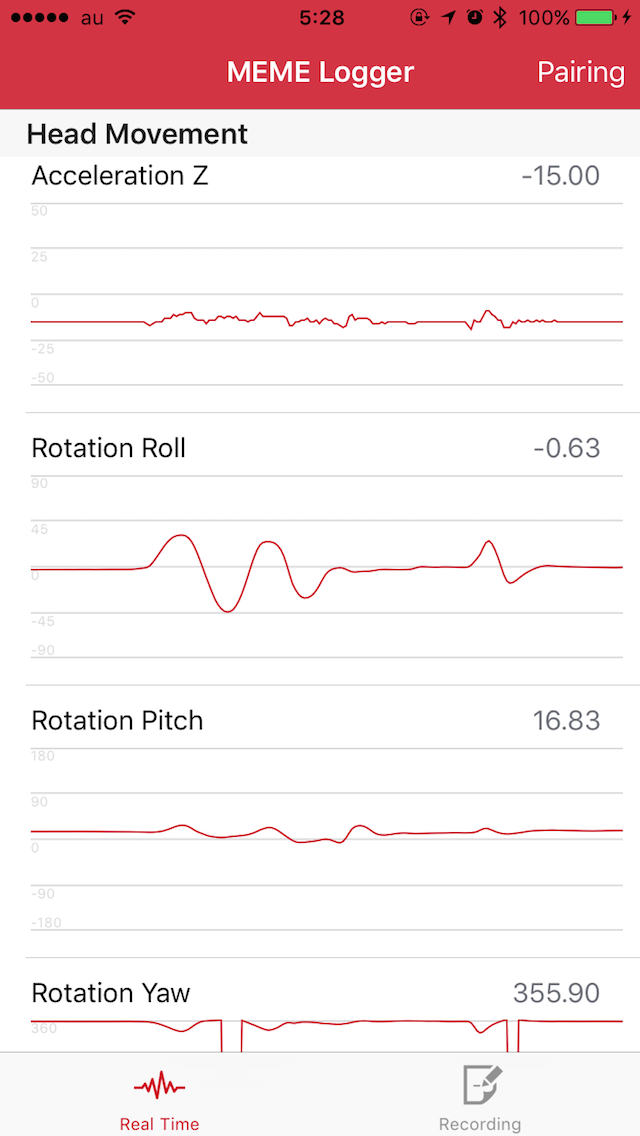 au 5:28 100%
MEME Logger Pairing
Head Movement
Acceleration Z -15.00
50
25
0
-25
-50
Rotation Roll -0.63
90
45
0
-45
-90
Rotation Pitch 16.83
180
90
0
-90
-180
Rotation Yaw 355.90
360
Real Time Recording